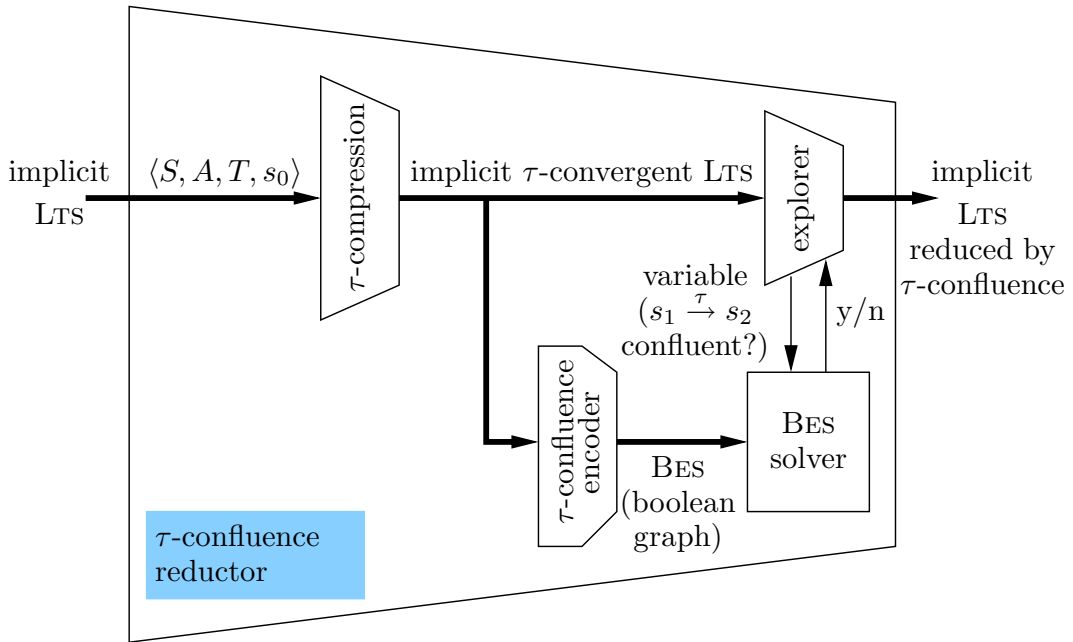 implicit
LTS
⟨S, A, T, s₀⟩
τ-compression
implicit τ-convergent LTS
explorer
implicit
LTS
reduced by
τ-confluence
variable
(s₁ →τ s₂
confluent?)
y/n
τ-confluence
encoder
BES
(boolean
graph)
BES
solver
τ-confluence
reductor